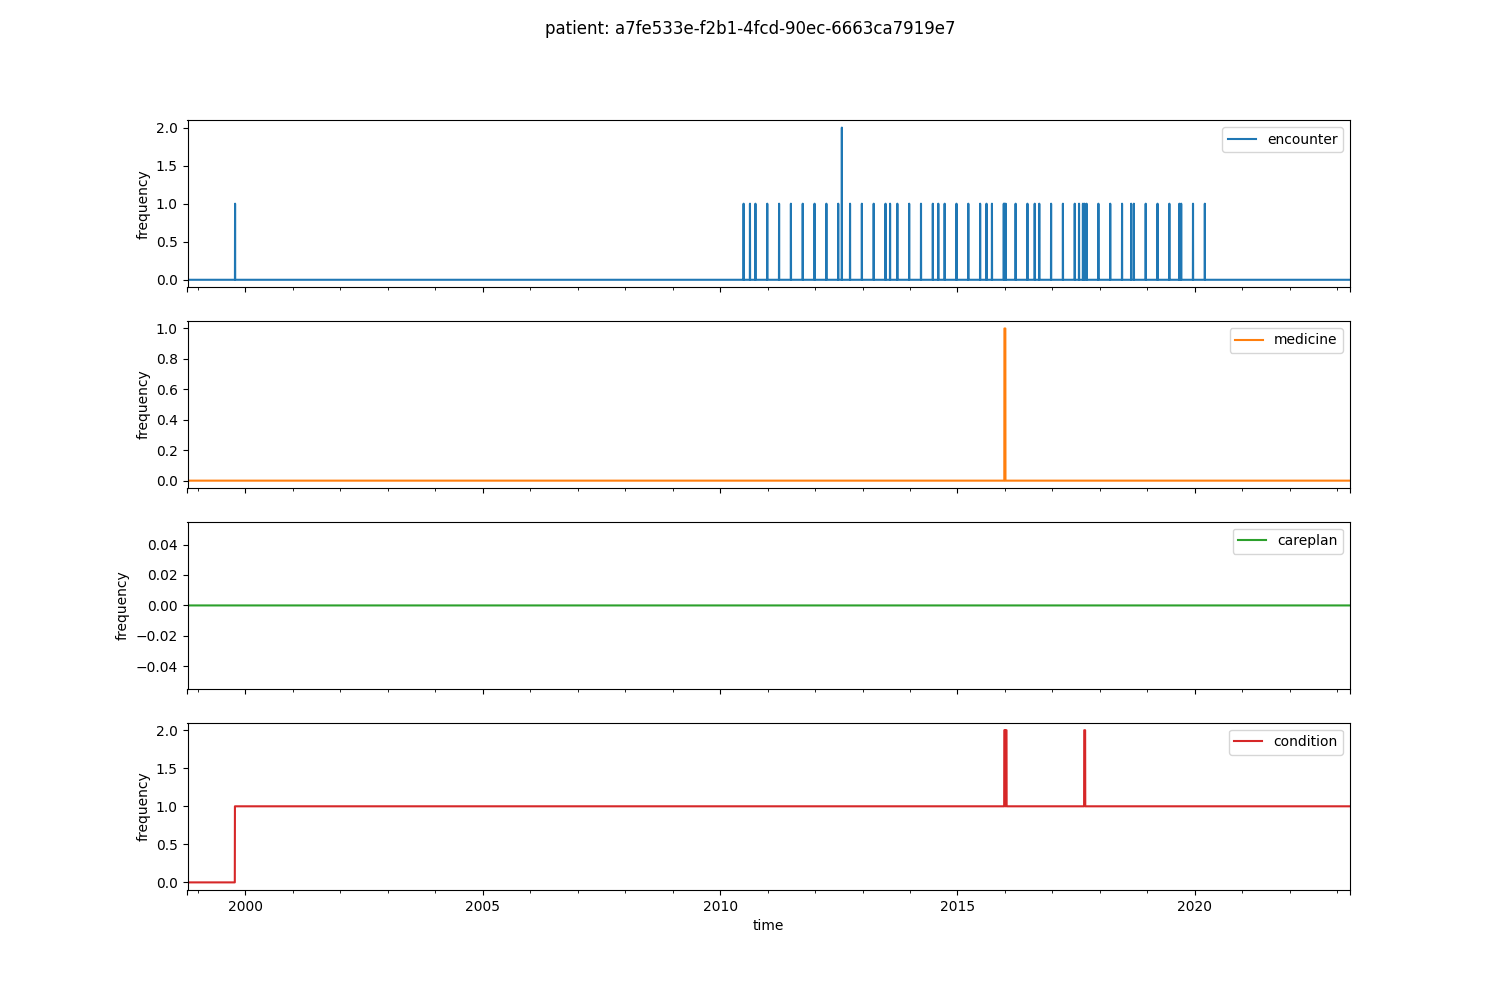 patient: a7fe533e-f2b1-4fcd-90ec-6663ca7919e7
2.0
1.5
1.0
0.5
0.0
frequency
encounter
1.0
0.8
0.6
0.4
0.2
0.0
frequency
medicine
0.04
0.02
0.00
−0.02
−0.04
frequency
careplan
2.0
1.5
1.0
0.5
0.0
frequency
condition
2000 2005 2010 2015 2020
time